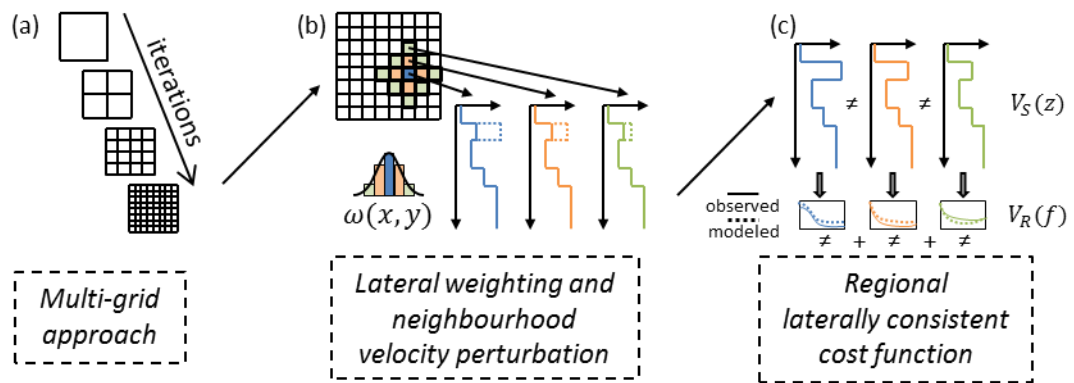 (a)
iterations
Multi-grid
approach
(b)
ω(x, y)
Lateral weighting and
neighbourhood
velocity perturbation
(c)
≠ ≠
V_S(z)
observed
modeled
V_R(f)
≠ + ≠ + ≠
Regional
laterally consistent
cost function